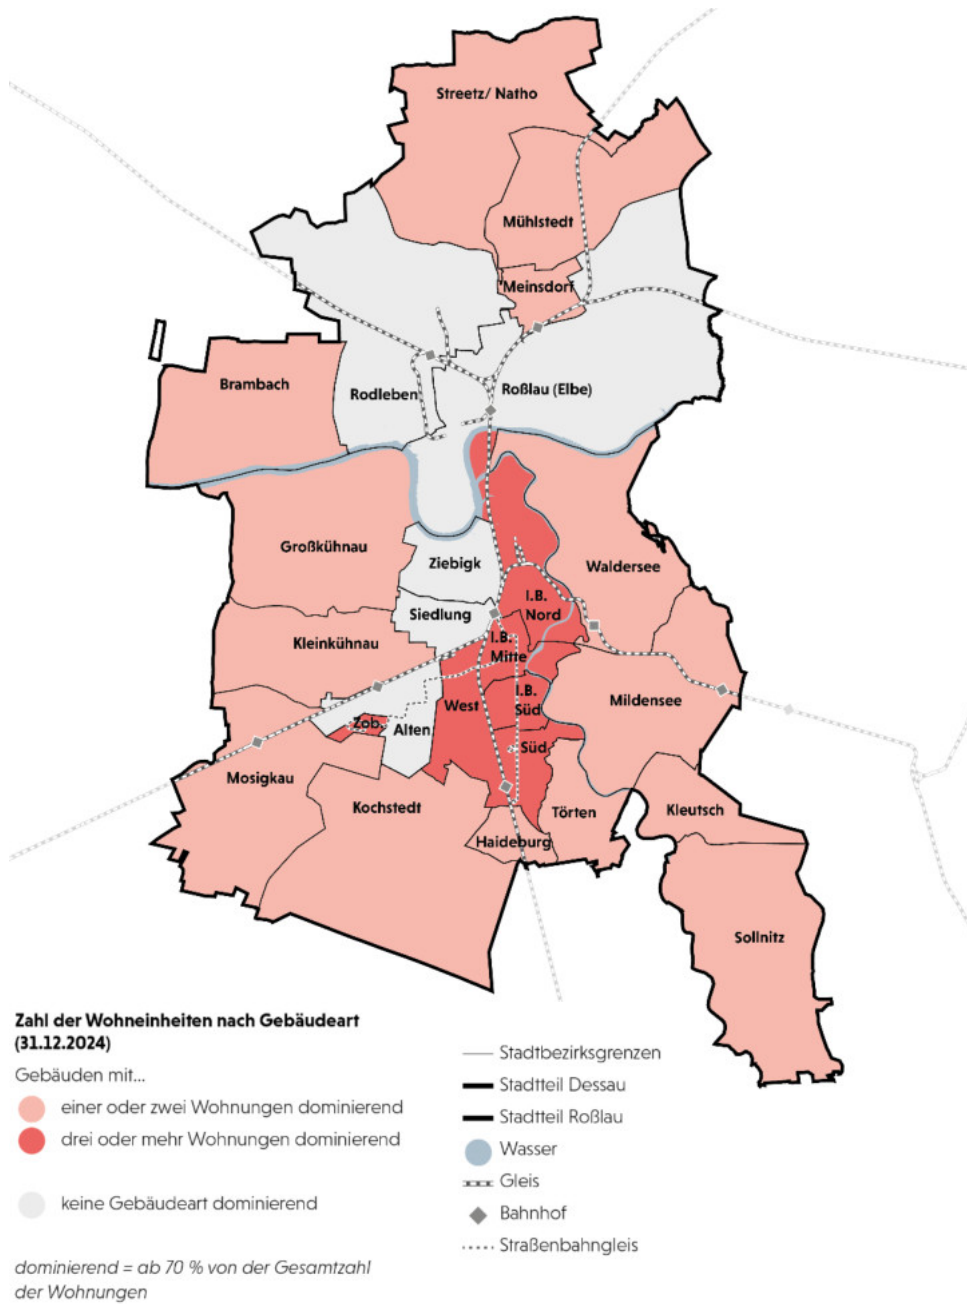 Streetz/ Natho
Mühlstedt
Meinsdorf
Brambach
Rodleben
Roßlau (Elbe)
Großkühnau
Ziebigk
Waldersee
Siedlung
I.B.
Nord
Kleinkühnau
I.B.
Mitte
I.B.
Süd
West
Mildensee
Zob.
Alten
Süd
Mosigkau
Kochstedt
Törten
Kleutsch
Haideburg
Sollnitz
Zahl der Wohneinheiten nach Gebäudeart
(31.12.2024)
Gebäuden mit...
einer oder zwei Wohnungen dominierend
drei oder mehr Wohnungen dominierend
keine Gebäudeart dominierend
dominierend = ab 70 % von der Gesamtzahl
der Wohnungen
Stadtbezirksgrenzen
Stadtteil Dessau
Stadtteil Roßlau
Wasser
Gleis
Bahnhof
Straßenbahngleis